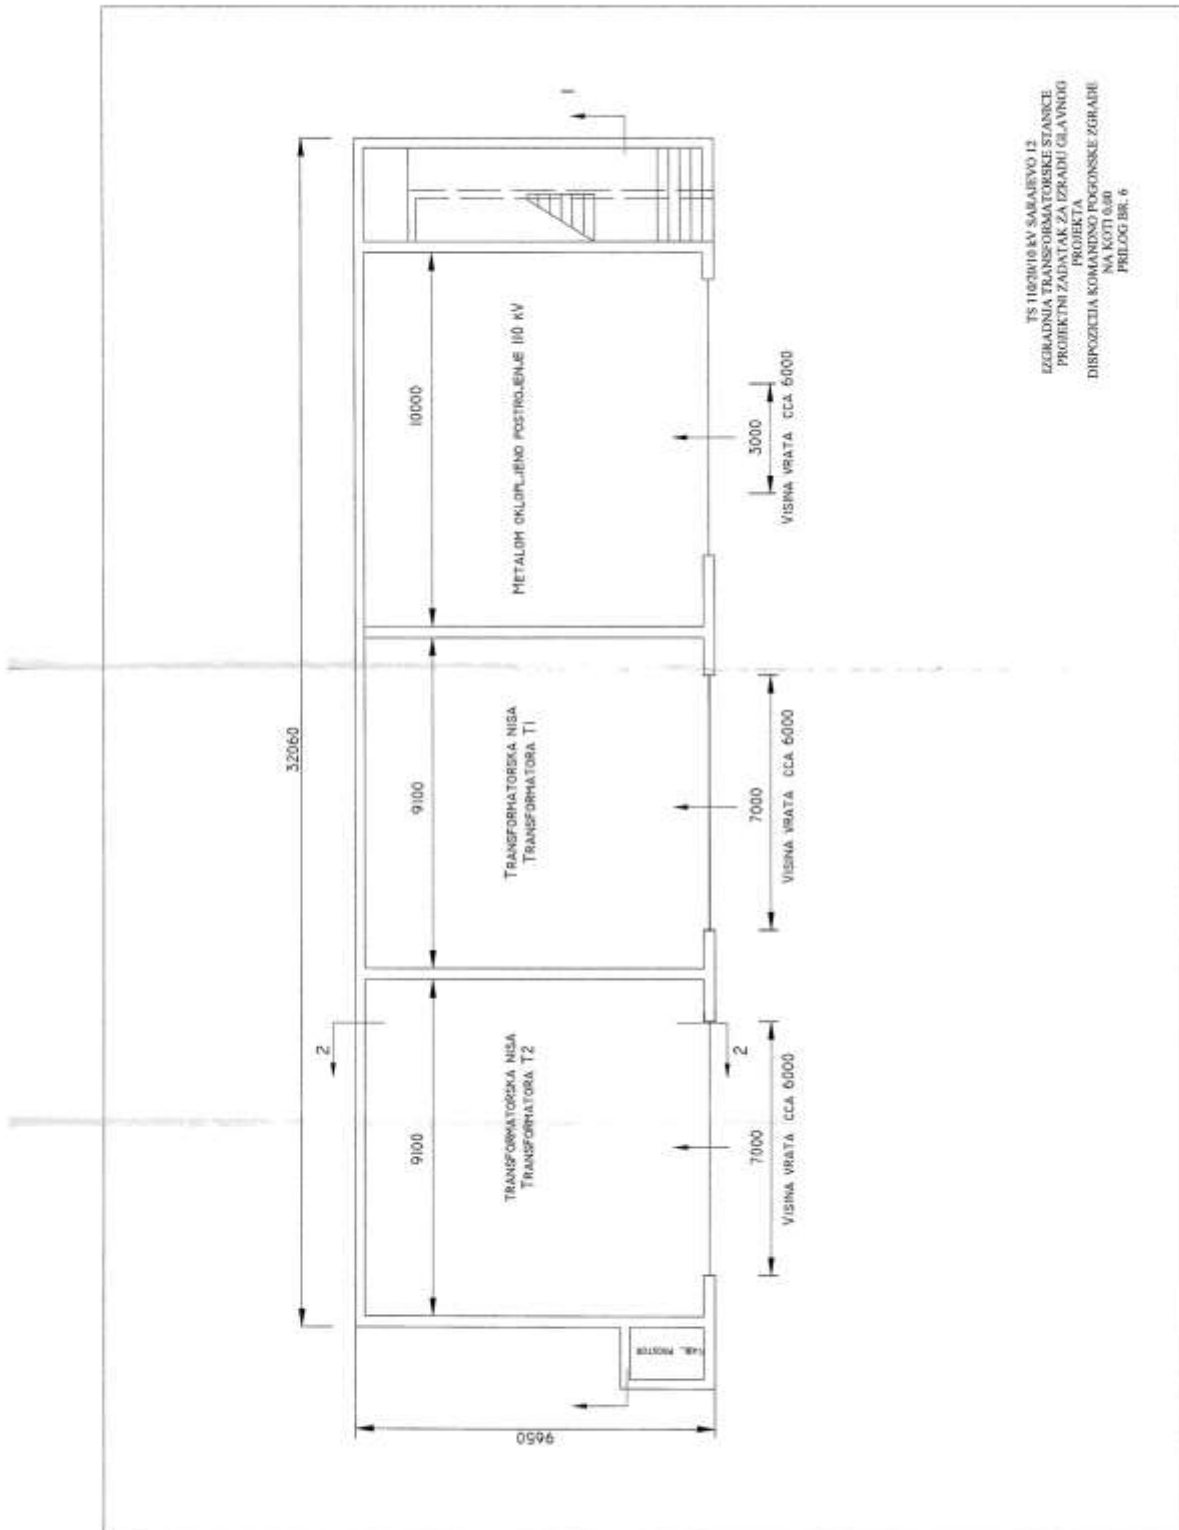 TS 110/20/10 kV SARAJEVO 12
IZGRADNJA TRANSFORMATORSKE STANICE
PROJEKTNI ZADATAK ZA IZRADU GLAVNOG
PROJEKTA
DISPOZICIJA KOMANDNO POGONSKE ZGRADE
NA KOTI 0.00
PRILOG BR. 6
32060
9100
9100
10000
TRANSFORMATORSKA NISA
TRANSFORMATORA T2
TRANSFORMATORSKA NISA
TRANSFORMATORA T1
METALOM OKLOPLJENO POSTROJENJE 110 KV
2
2
1
PROSTOR
9650
7000
VISINA VRATA CCA 6000
7000
VISINA VRATA CCA 6000
3000
VISINA VRATA CCA 6000